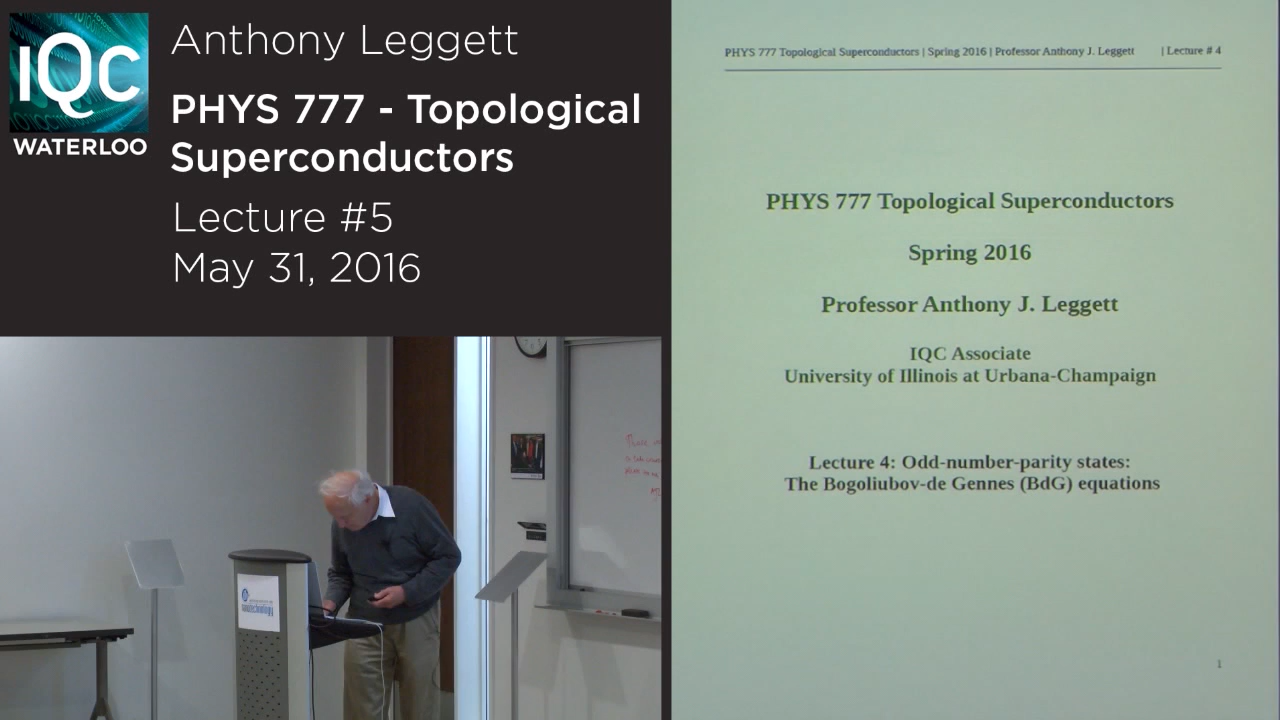 IQC
WATERLOO
Anthony Leggett
PHYS 777 - Topological
Superconductors
Lecture #5
May 31, 2016
PHYS 777 Topological Superconductors | Spring 2016 | Professor Anthony J. Leggett | Lecture # 4
PHYS 777 Topological Superconductors
Spring 2016
Professor Anthony J. Leggett
IQC Associate
University of Illinois at Urbana-Champaign
Lecture 4: Odd-number-parity states:
The Bogoliubov-de Gennes (BdG) equations
1
nanotechnology